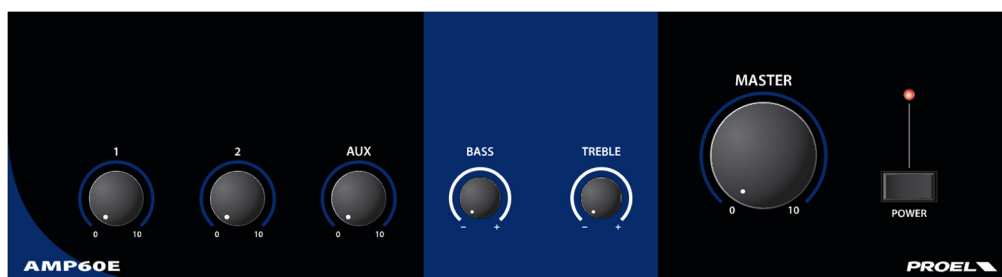 MASTER
1
2
AUX
BASS
TREBLE
0 10
0 10
0 10
− +
− +
0 10
POWER
AMP60E
PROEL